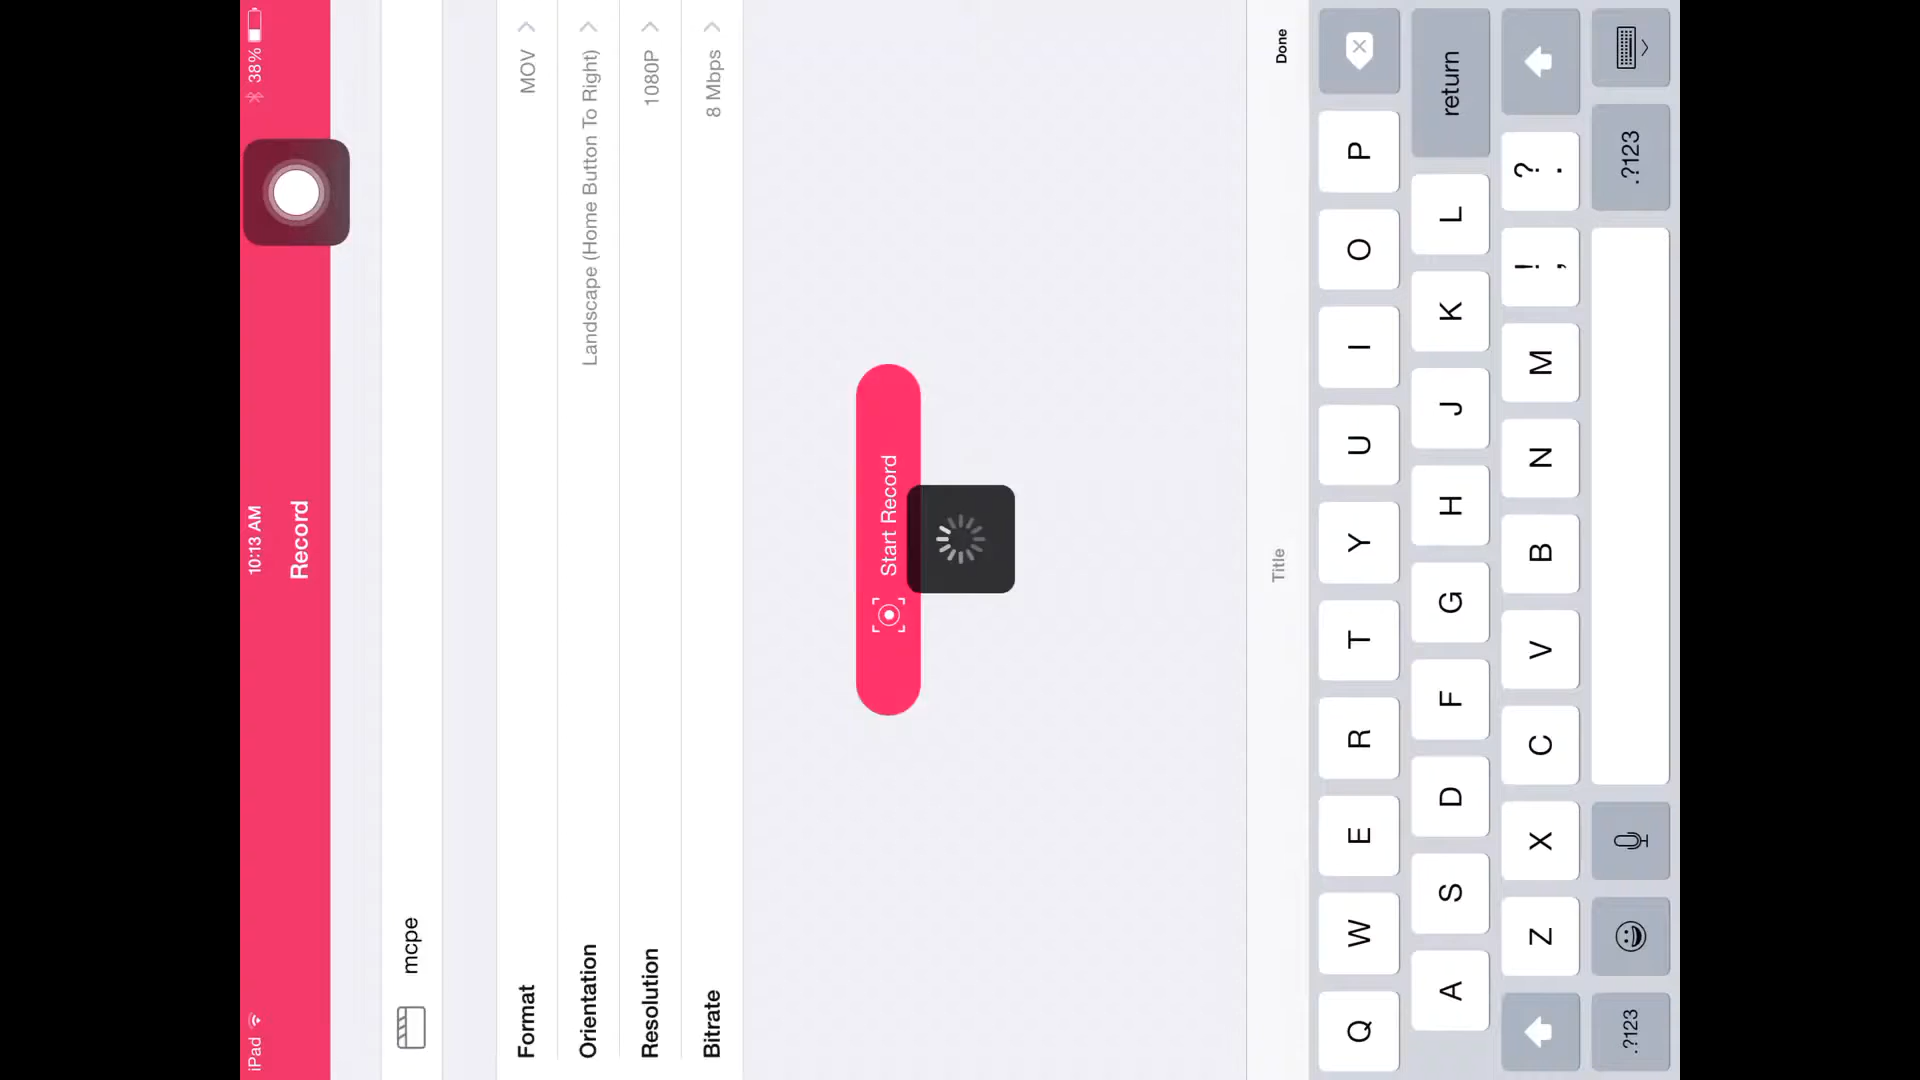 iPad 10:13 AM 38%
Record
mcpe
Format MOV
Orientation Landscape (Home Button To Right)
Resolution 1080P
Bitrate 8 Mbps
Start Record
Title Done
Q W E R T Y U I O P
A S D F G H J K L return
Z X C V B N M ! , ? .
.?123 .?123